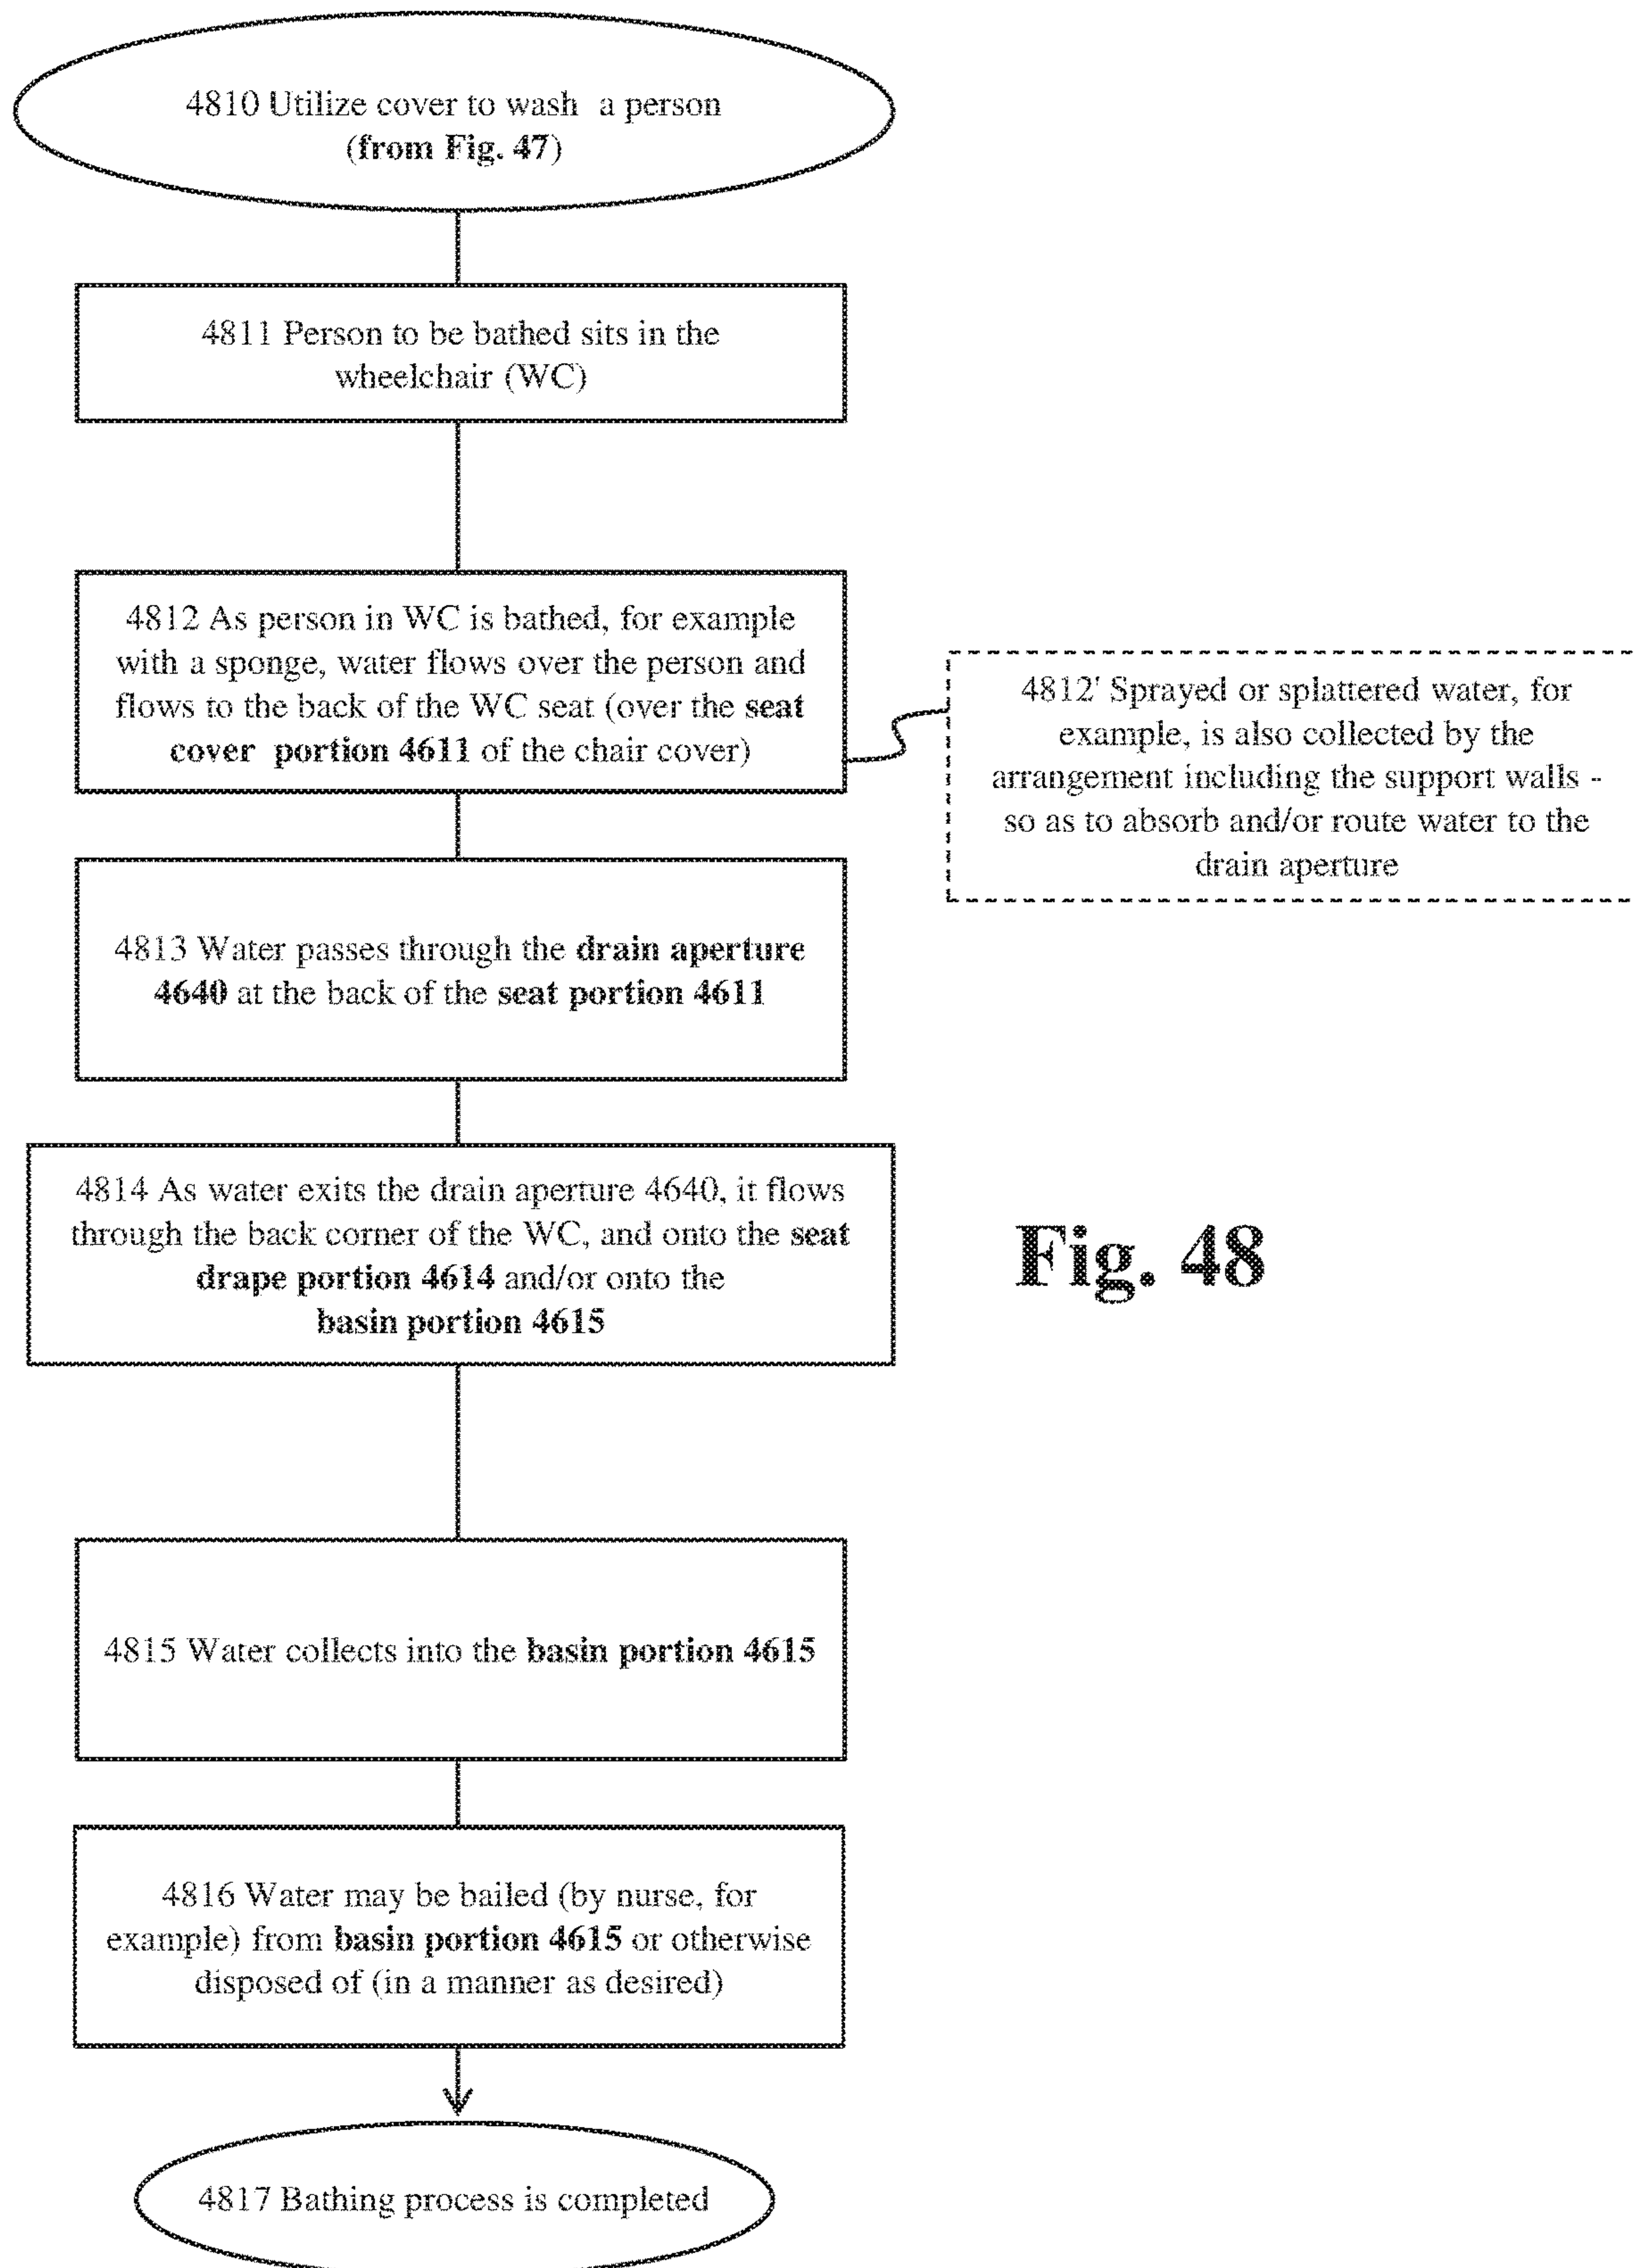 4810 Utilize cover to wash a person
(from Fig. 47)
4811 Person to be bathed sits in the
wheelchair (WC)
4812 As person in WC is bathed, for example
with a sponge, water flows over the person and
flows to the back of the WC seat (over the seat
cover portion 4611 of the chair cover)
4812' Sprayed or splattered water, for
example, is also collected by the
arrangement including the support walls -
so as to absorb and/or route water to the
drain aperture
4813 Water passes through the drain aperture
4640 at the back of the seat portion 4611
4814 As water exits the drain aperture 4640, it flows
through the back corner of the WC, and onto the seat
drape portion 4614 and/or onto the
basin portion 4615
Fig. 48
4815 Water collects into the basin portion 4615
4816 Water may be bailed (by nurse, for
example) from basin portion 4615 or otherwise
disposed of (in a manner as desired)
4817 Bathing process is completed